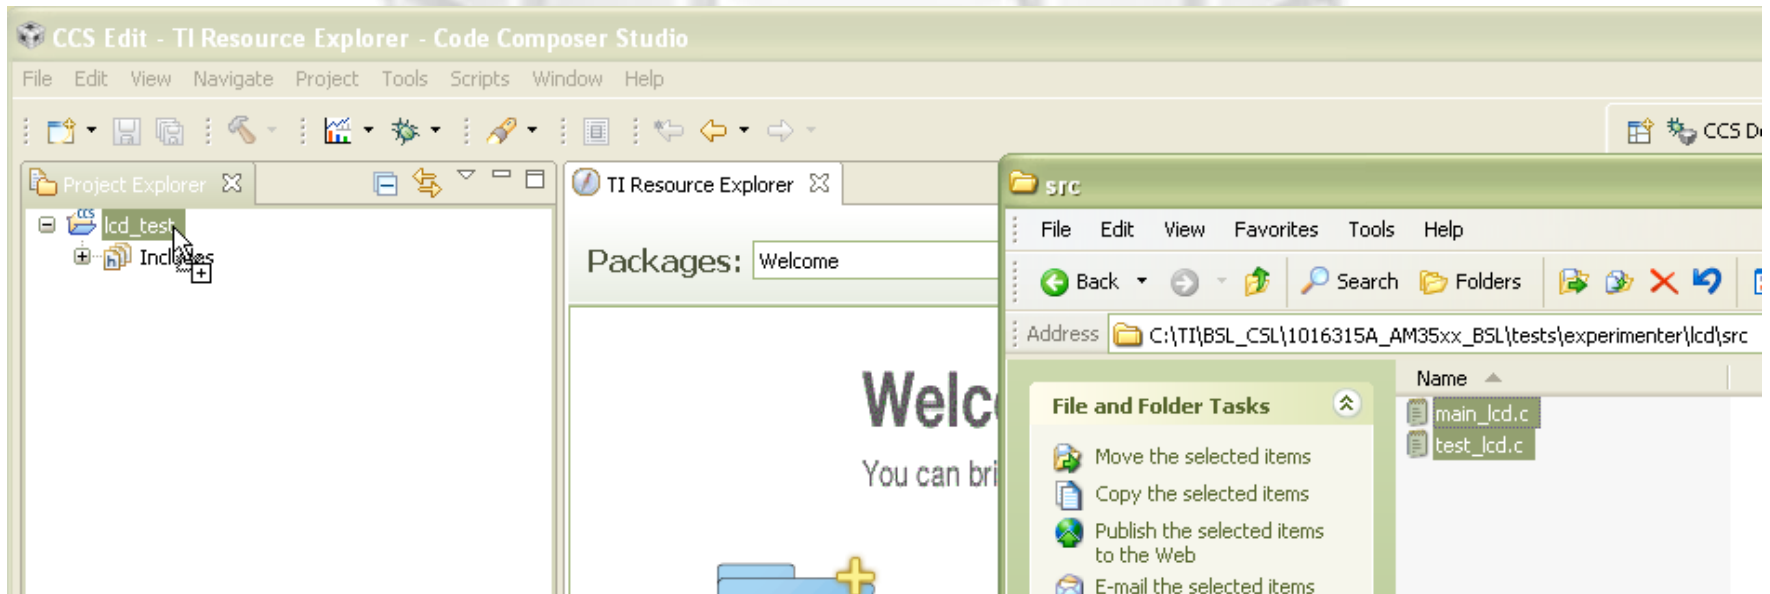 CCS Edit - TI Resource Explorer - Code Composer Studio
File Edit View Navigate Project Tools Scripts Window Help
CCS D
Project Explorer
CCS
lcd_test
Includes
TI Resource Explorer
Packages: Welcome
Welc
You can bri
src
File Edit View Favorites Tools Help
Back Search Folders
Address C:\TI\BSL_CSL\1016315A_AM35xx_BSL\tests\experimenter\lcd\src
File and Folder Tasks
Move the selected items
Copy the selected items
Publish the selected items
to the Web
E-mail the selected items
Name
main_lcd.c
test_lcd.c